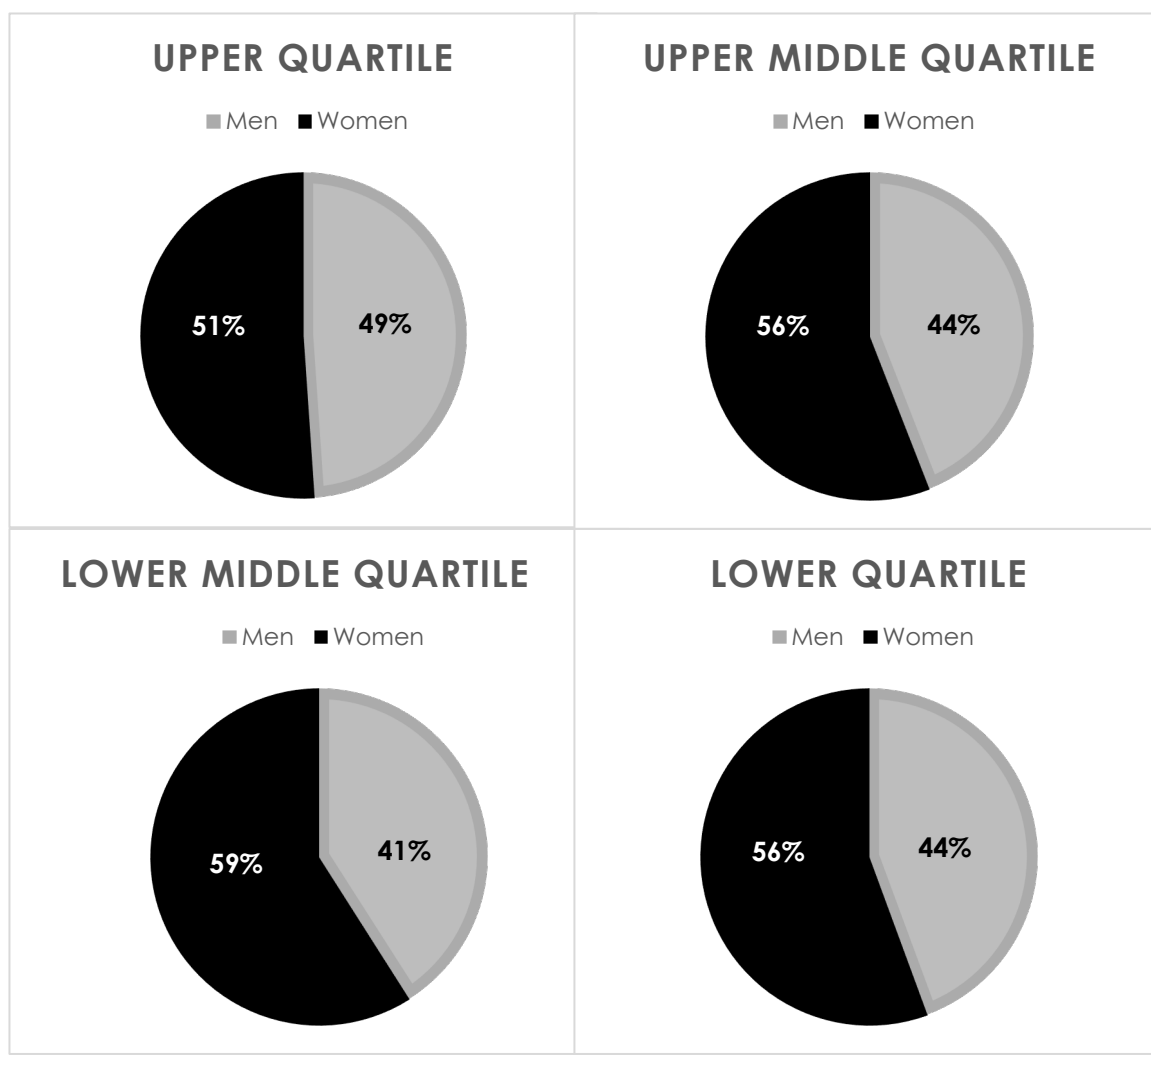 UPPER QUARTILE
Men Women
51% 49%
UPPER MIDDLE QUARTILE
Men Women
56% 44%
LOWER MIDDLE QUARTILE
Men Women
59% 41%
LOWER QUARTILE
Men Women
56% 44%